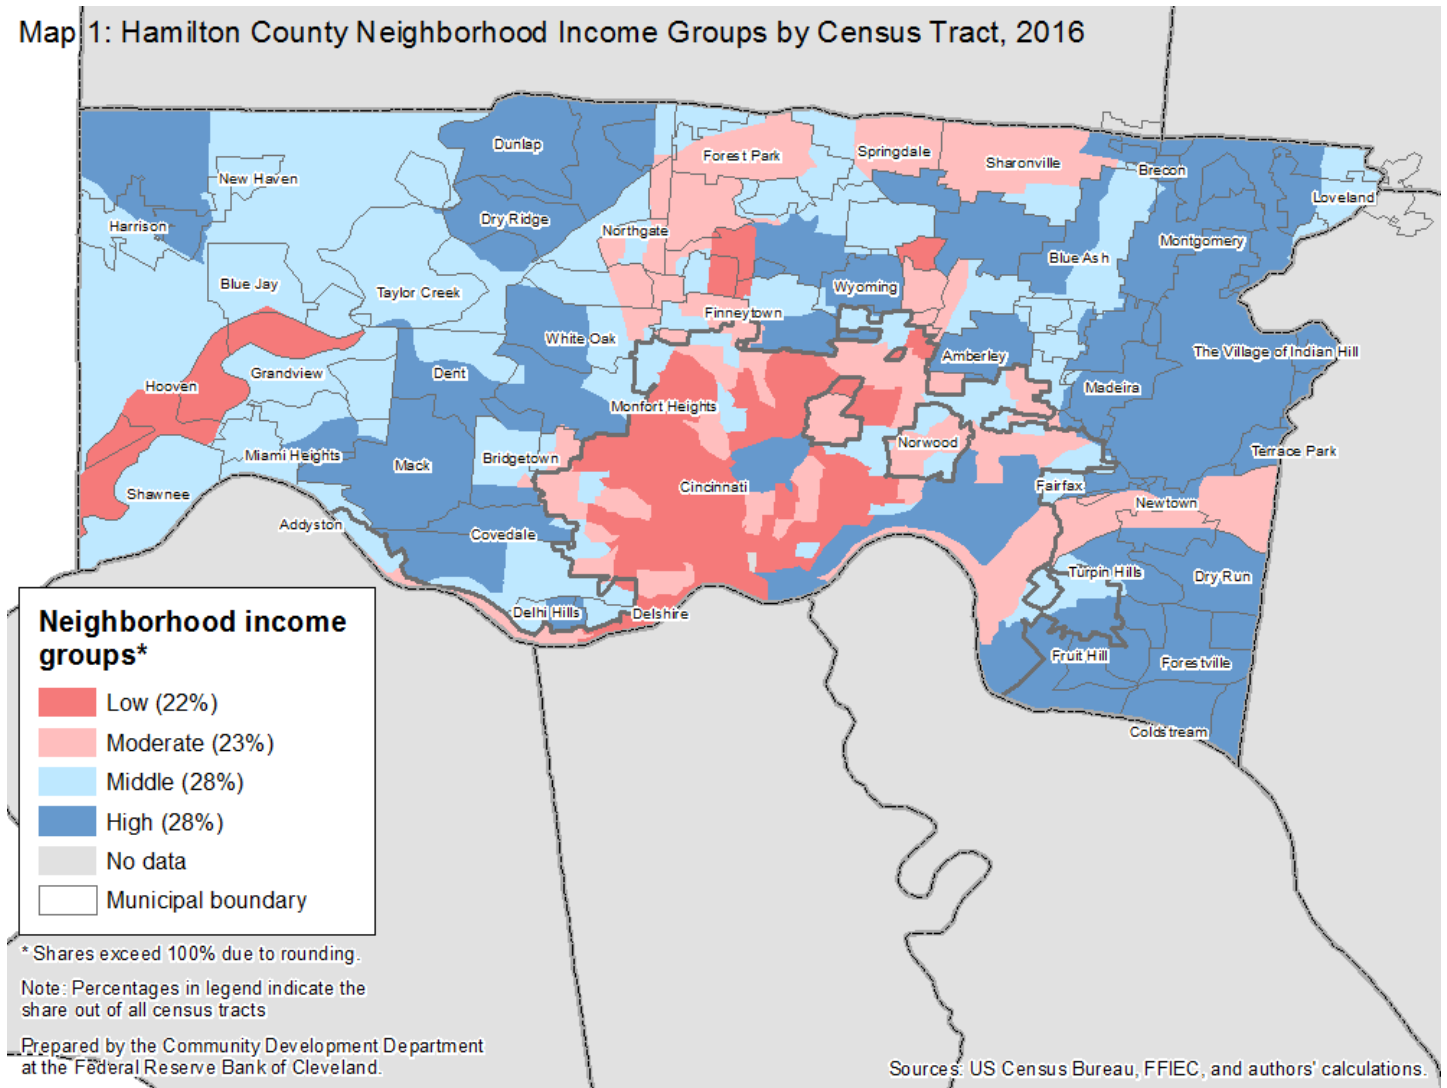 Map 1: Hamilton County Neighborhood Income Groups by Census Tract, 2016
Dunlap
Forest Park
Springdale
Sharonville
Brecon
New Haven
Loveland
Harrison
Dry Ridge
Northgate
Montgomery
Blue Ash
Blue Jay
Taylor Creek
Wyoming
Finneytown
White Oak
The Village of Indian Hill
Amberley
Grandview
Dent
Hooven
Madeira
Monfort Heights
Norwood
Miami Heights
Mack
Bridgetown
Terrace Park
Shawnee
Cincinnati
Fairfax
Newtown
Addyston
Covedale
Turpin Hills
Dry Run
Delhi Hills
Delshire
Fruit Hill
Forestville
Coldstream
Neighborhood income
groups*
Low (22%)
Moderate (23%)
Middle (28%)
High (28%)
No data
Municipal boundary
* Shares exceed 100% due to rounding.
Note: Percentages in legend indicate the
share out of all census tracts
Prepared by the Community Development Department
at the Federal Reserve Bank of Cleveland.
Sources: US Census Bureau, FFIEC, and authors' calculations.